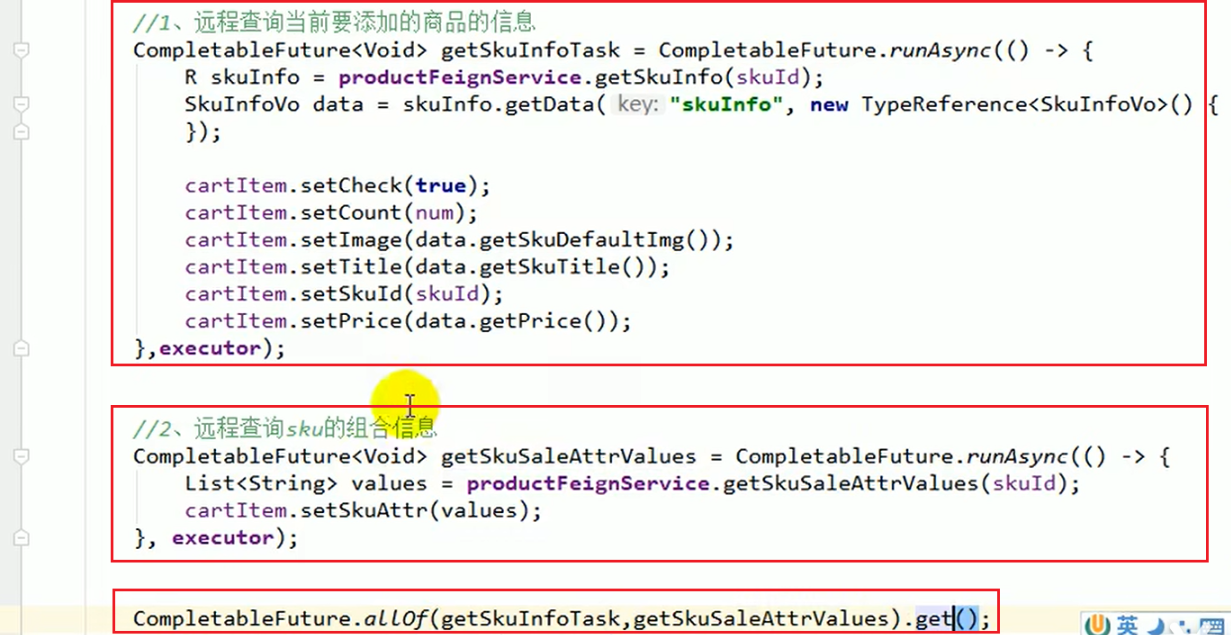 //1、远程查询当前要添加的商品的信息
CompletableFuture<Void> getSkuInfoTask = CompletableFuture.runAsync(() -> {
    R skuInfo = productFeignService.getSkuInfo(skuId);
    SkuInfoVo data = skuInfo.getData( key: "skuInfo", new TypeReference<SkuInfoVo>() {
    });
    cartItem.setCheck(true);
    cartItem.setCount(num);
    cartItem.setImage(data.getSkuDefaultImg());
    cartItem.setTitle(data.getSkuTitle());
    cartItem.setSkuId(skuId);
    cartItem.setPrice(data.getPrice());
},executor);
//2、远程查询sku的组合信息
CompletableFuture<Void> getSkuSaleAttrValues = CompletableFuture.runAsync(() -> {
    List<String> values = productFeignService.getSkuSaleAttrValues(skuId);
    cartItem.setSkuAttr(values);
}, executor);
CompletableFuture.allOf(getSkuInfoTask,getSkuSaleAttrValues).get();
英